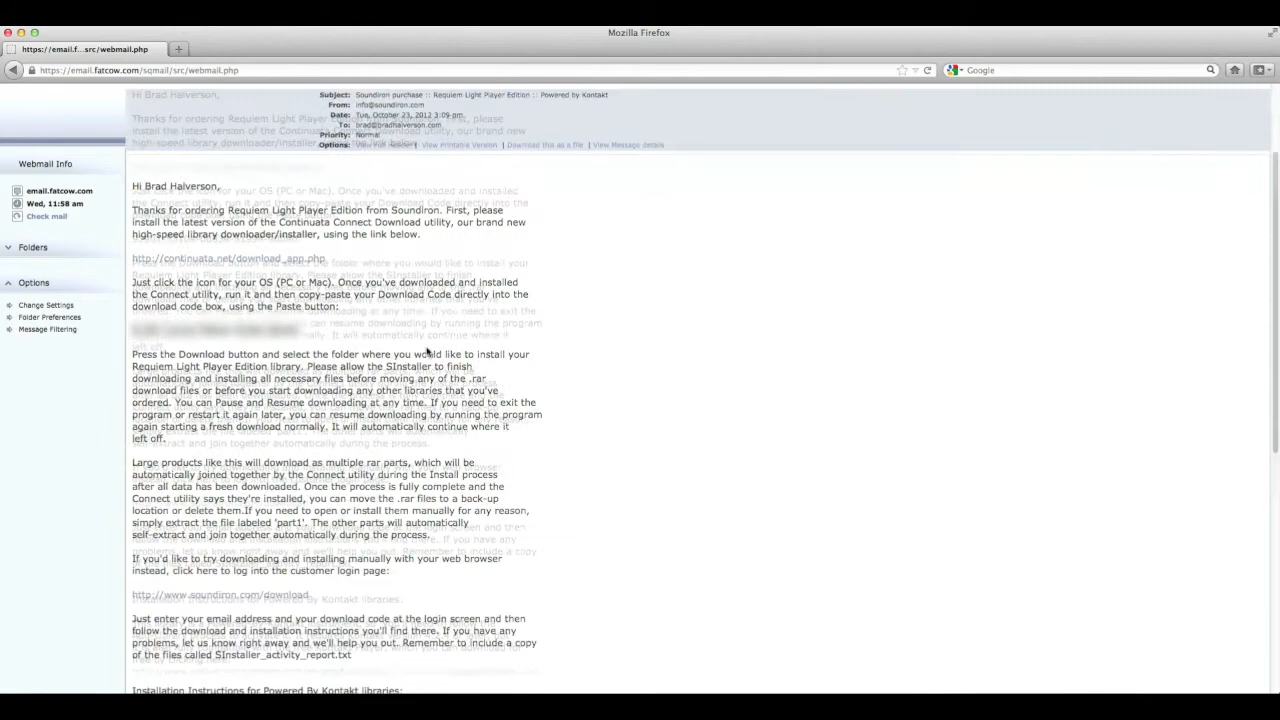 Mozilla Firefox
https://email.f...src/webmail.php
https://email.fatcow.com/sqmail/src/webmail.php
Google
Hi Brad Halverson,
Subject: Soundiron purchase :: Requiem Light Player Edition :: Powered by Kontakt
From: info@soundiron.com
Date: Tue, October 23, 2012 3:09 pm
To: brad@bradhalverson.com
Priority: Normal
Options: View Full Header | View Printable Version | Download this as a file | View Message details
Webmail Info
email.fatcow.com
Wed, 11:58 am
Check mail
Folders
Options
Change Settings
Folder Preferences
Message Filtering
Hi Brad Halverson,
Thanks for ordering Requiem Light Player Edition from Soundiron. First, please
install the latest version of the Continuata Connect Download utility, our brand new
high-speed library downloader/installer, using the link below.
http://continuata.net/download_app.php
Just click the icon for your OS (PC or Mac). Once you've downloaded and installed
the Connect utility, run it and then copy-paste your Download Code directly into the
download code box, using the Paste button:
Press the Download button and select the folder where you would like to install your
Requiem Light Player Edition library. Please allow the SInstaller to finish
downloading and installing all necessary files before moving any of the .rar
download files or before you start downloading any other libraries that you've
ordered. You can Pause and Resume downloading at any time. If you need to exit the
program or restart it again later, you can resume downloading by running the program
again starting a fresh download normally. It will automatically continue where it
left off.
Large products like this will download as multiple rar parts, which will be
automatically joined together by the Connect utility during the Install process
after all data has been downloaded. Once the process is fully complete and the
Connect utility says they're installed, you can move the .rar files to a back-up
location or delete them.If you need to open or install them manually for any reason,
simply extract the file labeled 'part1'. The other parts will automatically
self-extract and join together automatically during the process.
If you'd like to try downloading and installing manually with your web browser
instead, click here to log into the customer login page:
http://www.soundiron.com/download
Just enter your email address and your download code at the login screen and then
follow the download and installation instructions you'll find there. If you have any
problems, let us know right away and we'll help you out. Remember to include a copy
of the files called SInstaller_activity_report.txt
Installation Instructions for Powered By Kontakt libraries: